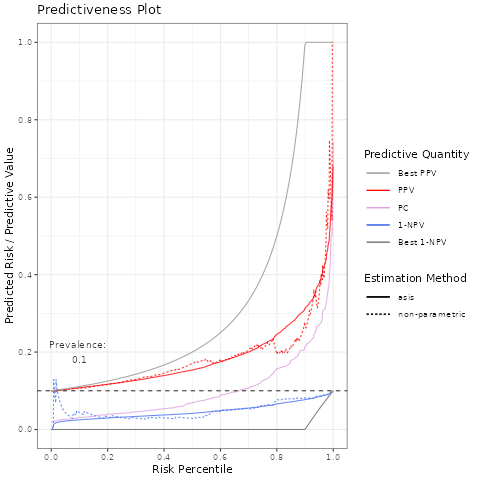 Predictiveness Plot
Predicted Risk / Predictive Value
1.0
0.8
0.6
0.4
0.2
0.0
Prevalence:
0.1
0.0 0.2 0.4 0.6 0.8 1.0
Risk Percentile
Predictive Quantity
Best PPV
PPV
PC
1-NPV
Best 1-NPV
Estimation Method
asis
non-parametric